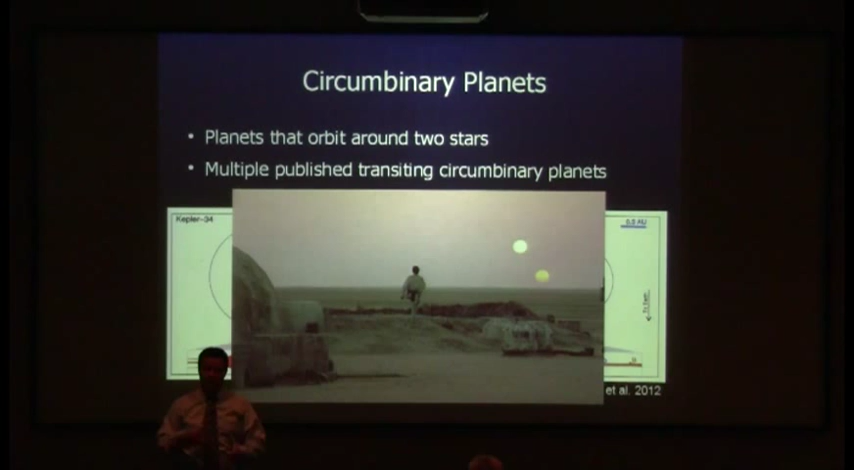 Circumbinary Planets
• Planets that orbit around two stars
• Multiple published transiting circumbinary planets
Kepler-34
0.5 AU
et al. 2012